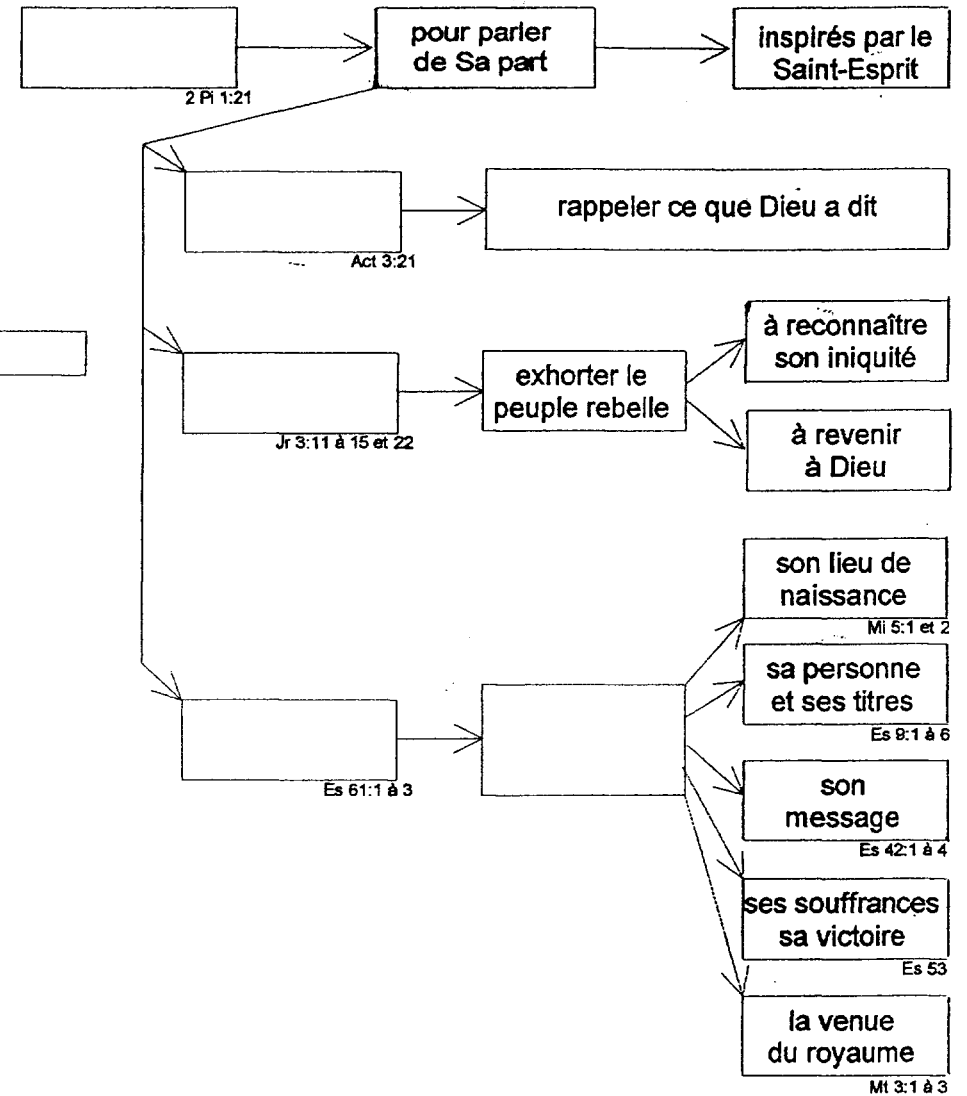 pour parler
de Sa part
inspirés par le
Saint-Esprit
2 Pi 1:21
rappeler ce que Dieu a dit
Act 3:21
exhorter le
peuple rebelle
à reconnaître
son iniquité
Jr 3:11 à 15 et 22
à revenir
à Dieu
son lieu de
naissance
Mi 5:1 et 2
sa personne
et ses titres
Es 9:1 à 6
Es 61:1 à 3
son
message
Es 42:1 à 4
ses souffrances
sa victoire
Es 53
la venue
du royaume
Mt 3:1 à 3